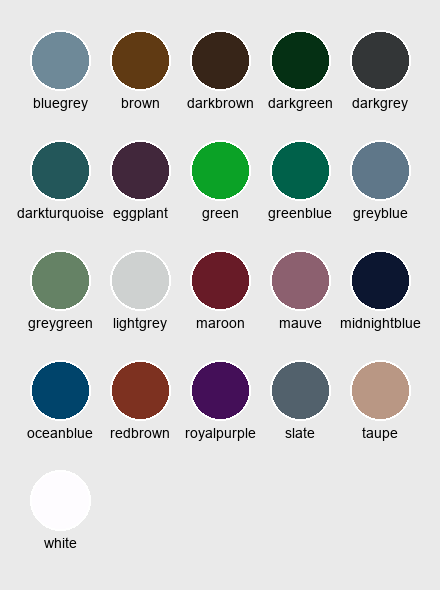 bluegrey brown darkbrown darkgreen darkgrey
darkturquoise eggplant green greenblue greyblue
greygreen lightgrey maroon mauve midnightblue
oceanblue redbrown royalpurple slate taupe
white